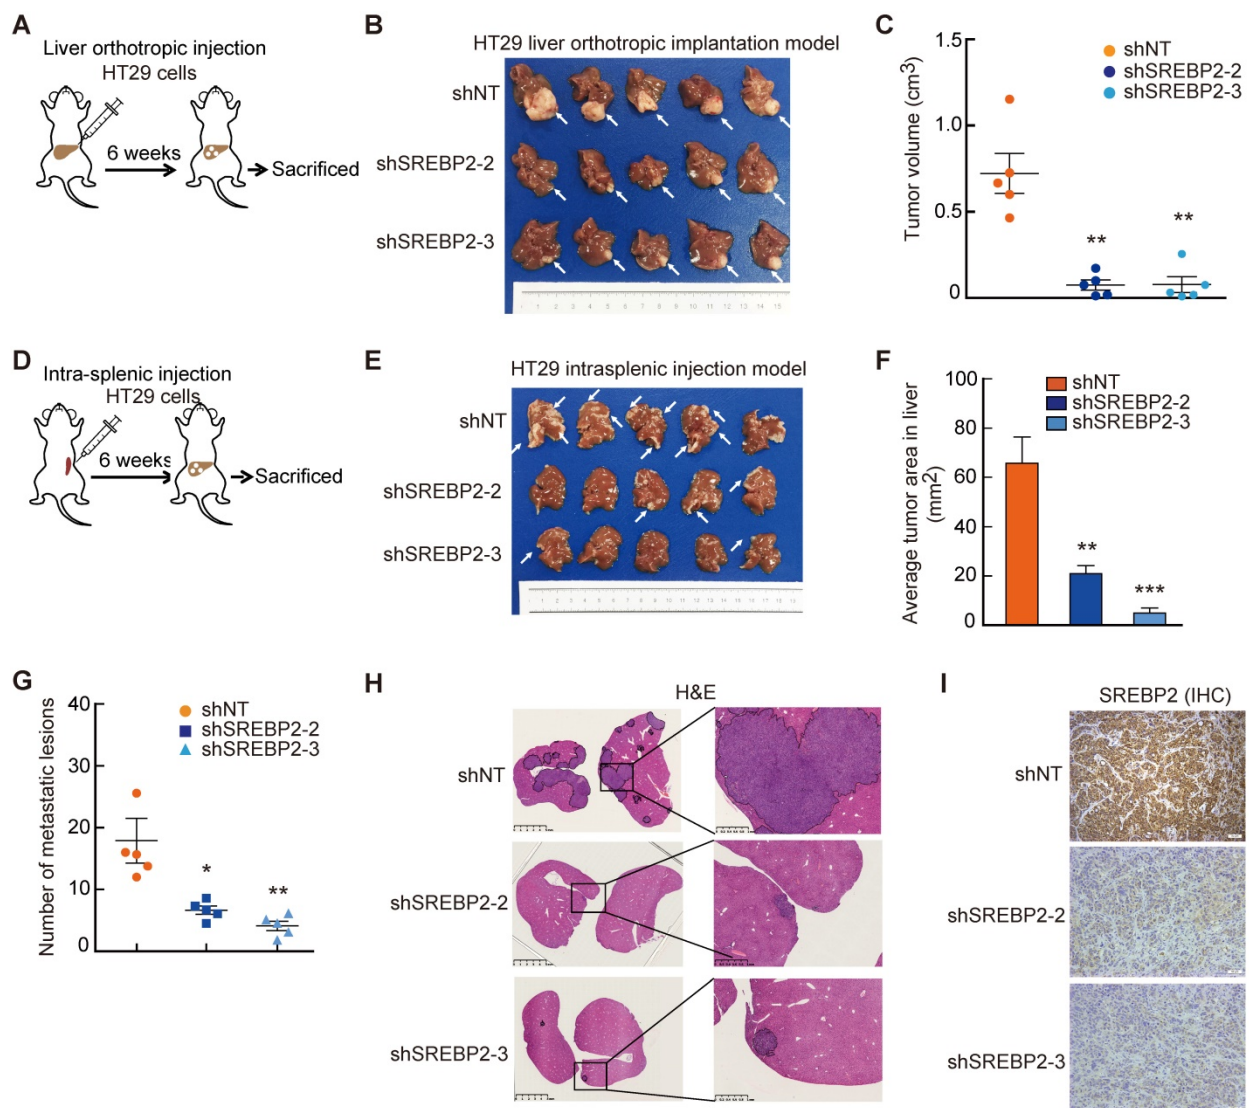 A
Liver orthotropic injection
HT29 cells
6 weeks
Sacrificed
B
HT29 liver orthotropic implantation model
shNT
shSREBP2-2
shSREBP2-3
C
Tumor volume (cm3)
1.5
1.0
0.5
0
shNT
shSREBP2-2
shSREBP2-3
**
**
D
Intra-splenic injection
HT29 cells
6 weeks
Sacrificed
E
HT29 intrasplenic injection model
shNT
shSREBP2-2
shSREBP2-3
F
Average tumor area in liver
(mm2)
100
80
60
40
20
0
shNT
shSREBP2-2
shSREBP2-3
**
***
G
Number of metastatic lesions
40
30
20
10
0
shNT
shSREBP2-2
shSREBP2-3
*
**
H
H&E
shNT
shSREBP2-2
shSREBP2-3
I
SREBP2 (IHC)
shNT
shSREBP2-2
shSREBP2-3